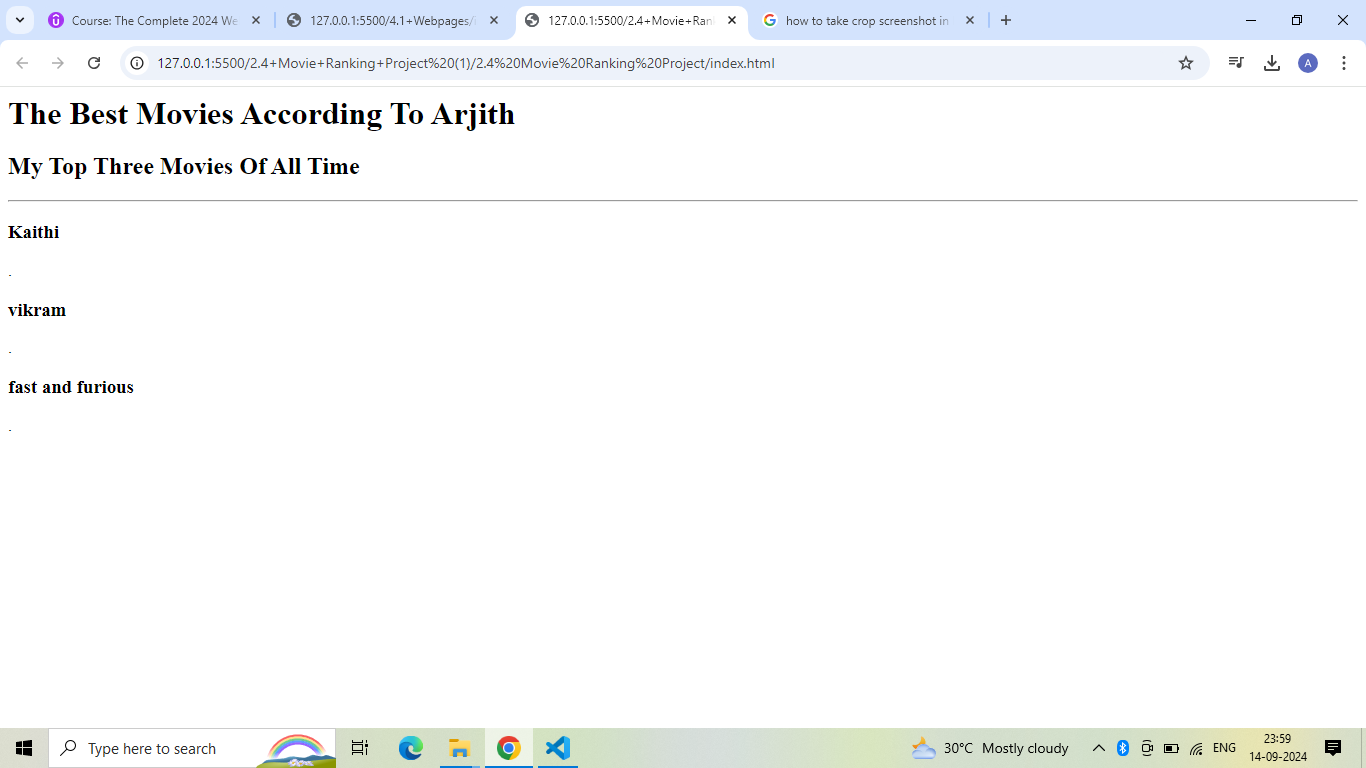 Course: The Complete 2024 We
127.0.0.1:5500/4.1+Webpages/
127.0.0.1:5500/2.4+Movie+Ran
how to take crop screenshot in
127.0.0.1:5500/2.4+Movie+Ranking+Project%20(1)/2.4%20Movie%20Ranking%20Project/index.html
A
The Best Movies According To Arjith
My Top Three Movies Of All Time
Kaithi
.
vikram
.
fast and furious
.
Type here to search
30°C Mostly cloudy
ENG
23:59
14-09-2024